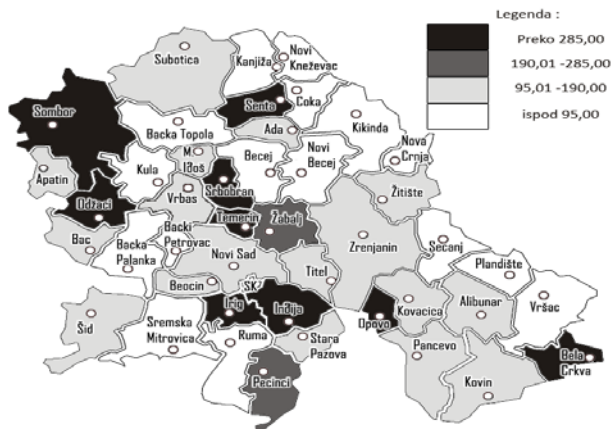 Legenda :
Preko 285,00
190,01 -285,00
95,01 -190,00
ispod 95,00
Subotica
Kanjiža
Novi
Kneževac
Sombor
Senta
Coka
Backa Topola
Ada
Kikinda
Apatin
Kula
M.
Iđoš
Becej
Novi
Becej
Nova
Crnja
Odžaci
Vrbas
Srbobran
Žitište
Temerin
Žabalj
Bac
Backa
Palanka
Backi
Petrovac
Novi Sad
Zrenjanin
Secanj
Titel
Plandište
Beocin
SK
Kovacica
Alibunar
Vršac
Šid
Sremska
Mitrovica
Irig
Inđija
Opovo
Ruma
Stara
Pazova
Pancevo
Bela
Crkva
Pecinci
Kovin